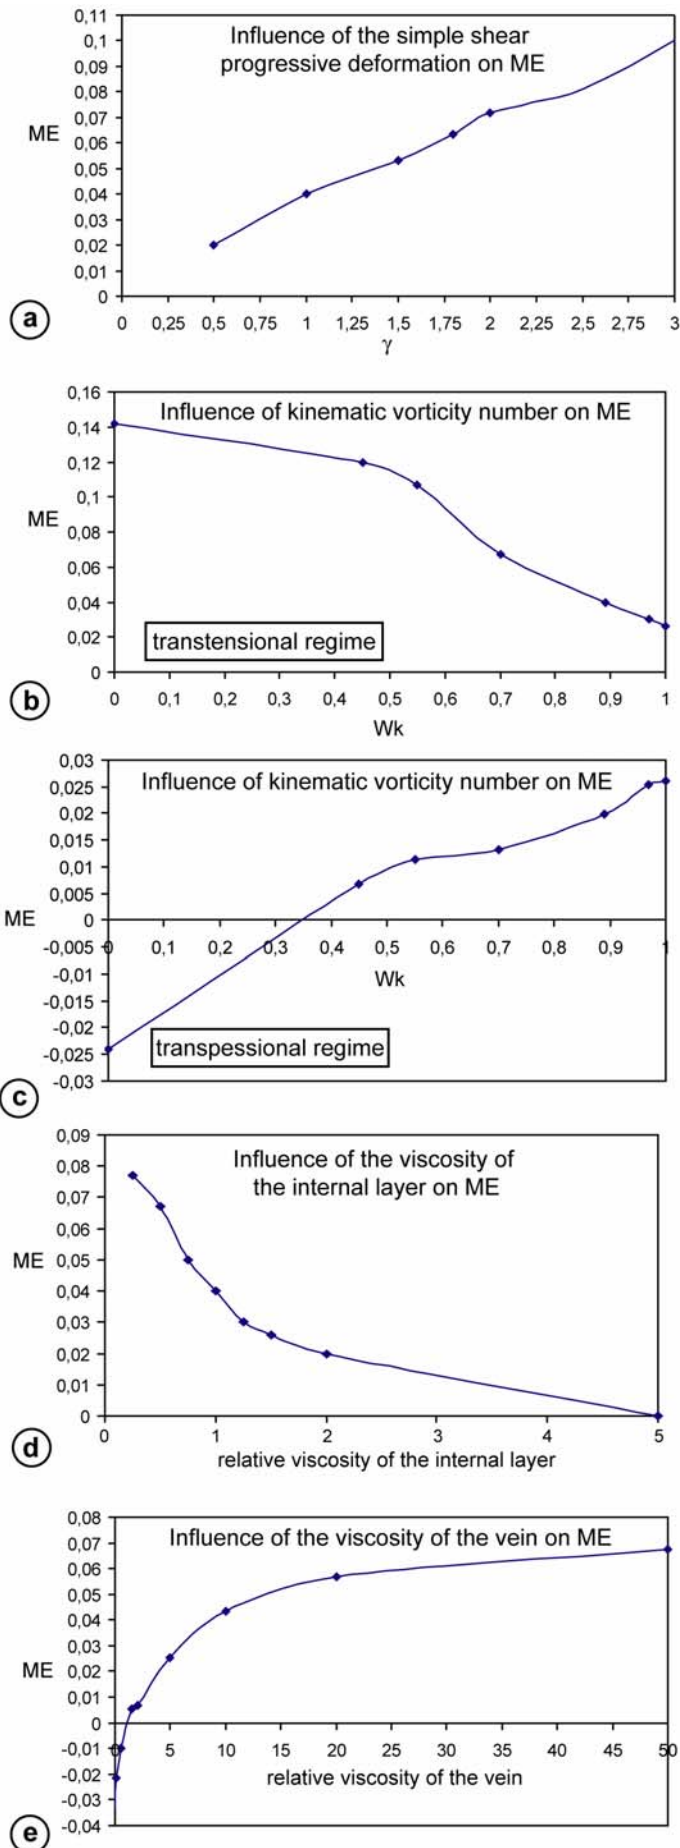 0,11
0,1
0,09
0,08
0,07
0,06
0,05
0,04
0,03
0,02
0,01
0
Influence of the simple shear
progressive deformation on ME
ME
0 0,25 0,5 0,75 1 1,25 1,5 1,75 2 2,25 2,5 2,75 3
γ
a
0,16
0,14
0,12
0,1
0,08
0,06
0,04
0,02
0
Influence of kinematic vorticity number on ME
ME
transtensional regime
0 0,1 0,2 0,3 0,4 0,5 0,6 0,7 0,8 0,9 1
Wk
b
0,03
0,025
0,02
0,015
0,01
0,005
0
-0,005
-0,01
-0,015
-0,02
-0,025
-0,03
Influence of kinematic vorticity number on ME
ME
0 0,1 0,2 0,3 0,4 0,5 0,6 0,7 0,8 0,9 1
Wk
transpessional regime
c
0,09
0,08
0,07
0,06
0,05
0,04
0,03
0,02
0,01
0
Influence of the viscosity of
the internal layer on ME
ME
0 1 2 3 4 5
relative viscosity of the internal layer
d
0,08
0,07
0,06
0,05
0,04
0,03
0,02
0,01
0
-0,01
-0,02
-0,03
-0,04
Influence of the viscosity of the vein on ME
ME
0 5 10 15 20 25 30 35 40 45 50
relative viscosity of the vein
e